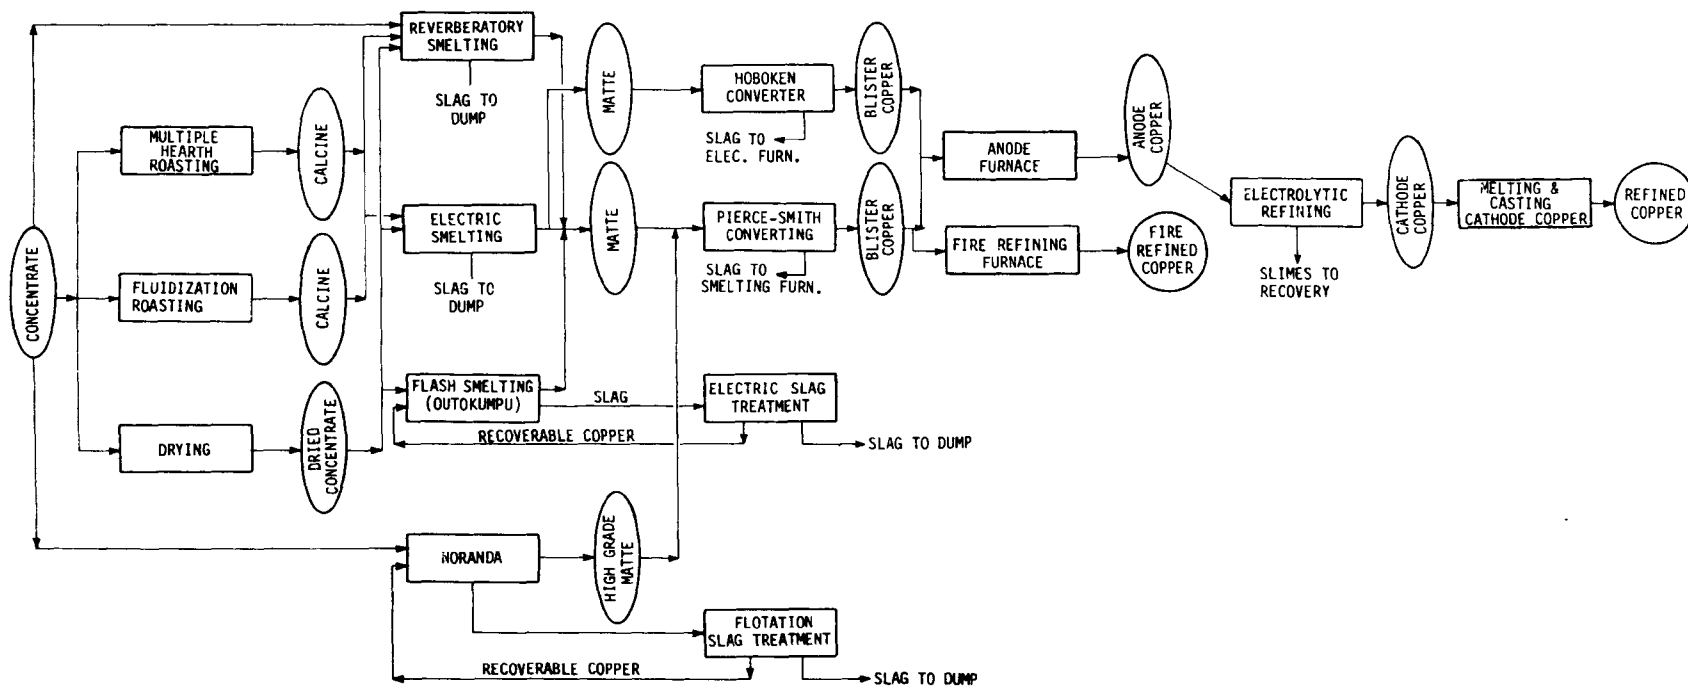 REVERBERATORY
SMELTING
SLAG TO
DUMP
MATTE
HOBOKEN
CONVERTER
SLAG TO
ELEC. FURN.
BLISTER
COPPER
MULTIPLE
HEARTH
ROASTING
CALCINE
ANODE
FURNACE
ANODE
COPPER
CONCENTRATE
ELECTRIC
SMELTING
SLAG TO
DUMP
MATTE
PIERCE-SMITH
CONVERTING
SLAG TO
SMELTING FURN.
BLISTER
COPPER
FIRE REFINING
FURNACE
FIRE
REFINED
COPPER
ELECTROLYTIC
REFINING
SLIMES TO
RECOVERY
CATHODE
COPPER
MELTING &
CASTING
CATHODE COPPER
REFINED
COPPER
FLUIDIZATION
ROASTING
CALCINE
FLASH SMELTING
(OUTOKUMPU)
SLAG
ELECTRIC SLAG
TREATMENT
RECOVERABLE COPPER
SLAG TO DUMP
DRYING
DRIED
CONCENTRATE
NORANDA
HIGH GRADE
MATTE
FLOTATION
SLAG TREATMENT
RECOVERABLE COPPER
SLAG TO DUMP